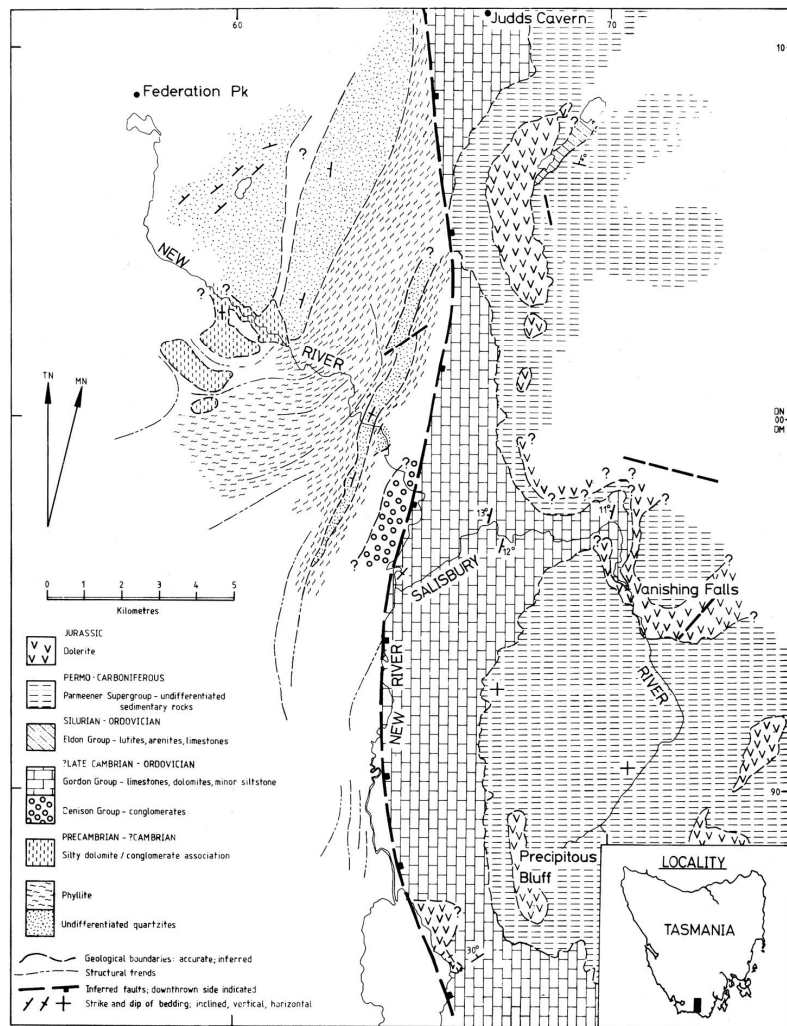 60
70
Judds Cavern
10
Federation Pk
?
?
?
5°
NEW
?
?
?
RIVER
TN
MN
DN
00
DM
?
?
?
?
?
?
13°
11°
12°
?
?
?
SALISBURY
Vanishing Falls
?
0 1 2 3 4 5
Kilometres
NEW RIVER
RIVER
JURASSIC
Dolerite
PERMO-CARBONIFEROUS
Parmeener Supergroup - undifferentiated
sedimentary rocks
SILURIAN - ORDOVICIAN
Eldon Group - lutites, arenites, limestones
?LATE CAMBRIAN - ORDOVICIAN
Gordon Group - limestones, dolomites, minor siltstone
Denison Group - conglomerates
PRECAMBRIAN - ?CAMBRIAN
Silty dolomite / conglomerate association
Phyllite
Undifferentiated quartzites
Geological boundaries: accurate; inferred
Structural trends
Inferred faults; downthrown side indicated
Strike and dip of bedding; inclined, vertical, horizontal
?
90
?
Precipitous
Bluff
?
30°
LOCALITY
TASMANIA